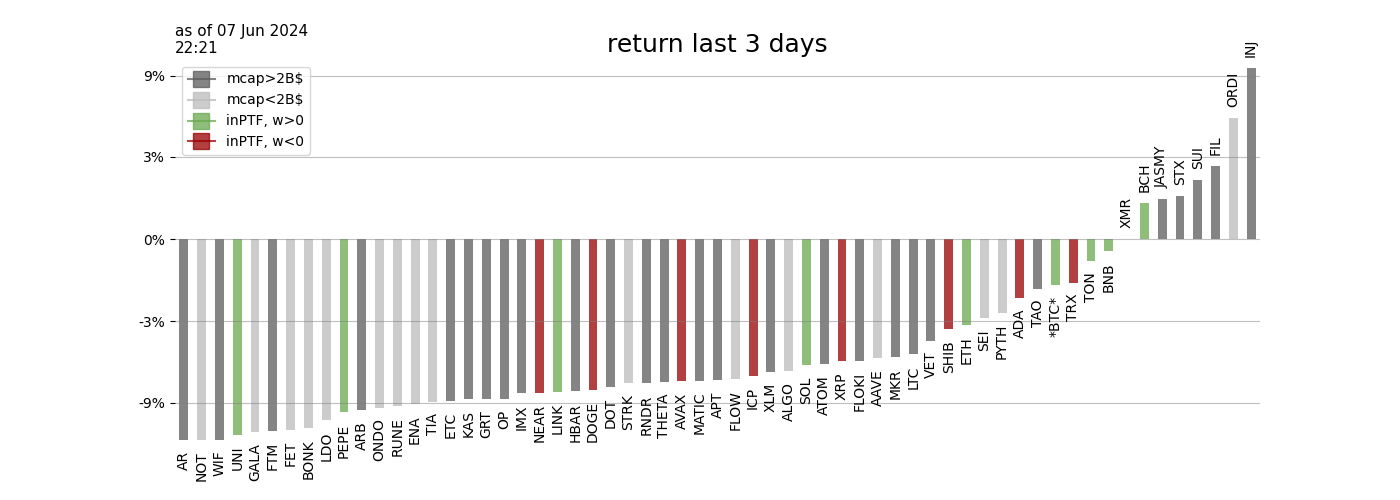 as of 07 Jun 2024
22:21
return last 3 days
mcap>2B$
mcap<2B$
inPTF, w>0
inPTF, w<0
9%
3%
0%
-3%
-9%
AR
NOT
WIF
UNI
GALA
FTM
FET
BONK
LDO
PEPE
ARB
ONDO
RUNE
ENA
TIA
ETC
KAS
GRT
OP
IMX
NEAR
LINK
HBAR
DOGE
DOT
STRK
RNDR
THETA
AVAX
MATIC
APT
FLOW
ICP
XLM
ALGO
SOL
ATOM
XRP
FLOKI
AAVE
MKR
LTC
VET
SHIB
ETH
SEI
PYTH
ADA
TAO
*BTC*
TRX
TON
BNB
XMR
BCH
JASMY
STX
SUI
FIL
ORDI
INJ